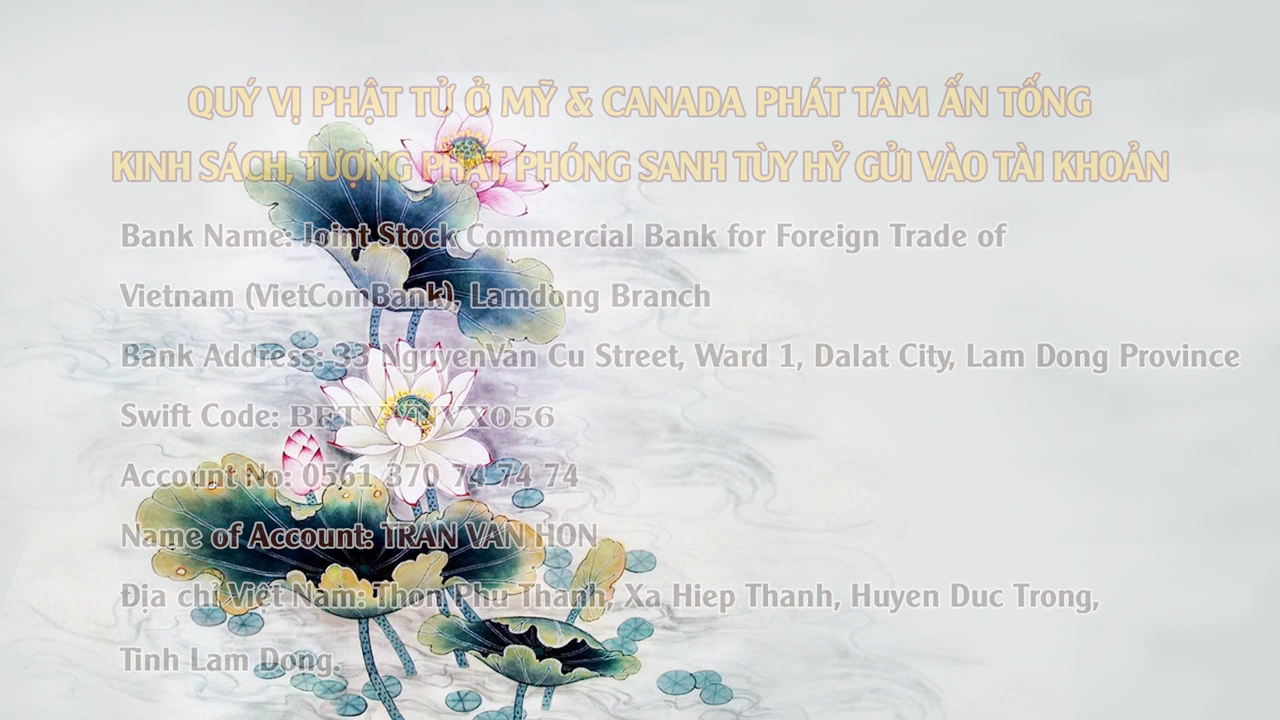 QUÝ VỊ PHẬT TỬ Ở MỸ & CANADA PHÁT TÂM ẤN TỐNG
KINH SÁCH, TƯỢNG PHẬT, PHÓNG SANH TÙY HỶ GỬI VÀO TÀI KHOẢN
Bank Name: Joint Stock Commercial Bank for Foreign Trade of
Vietnam (VietComBank), Lamdong Branch
Bank Address: 33 NguyenVan Cu Street, Ward 1, Dalat City, Lam Dong Province
Swift Code: BFTVVNVX056
Account No: 0561 370 74 74 74
Name of Account: TRAN VAN HON
Địa chỉ Việt Nam: Thon Phu Thanh, Xa Hiep Thanh, Huyen Duc Trong,
Tinh Lam Dong.